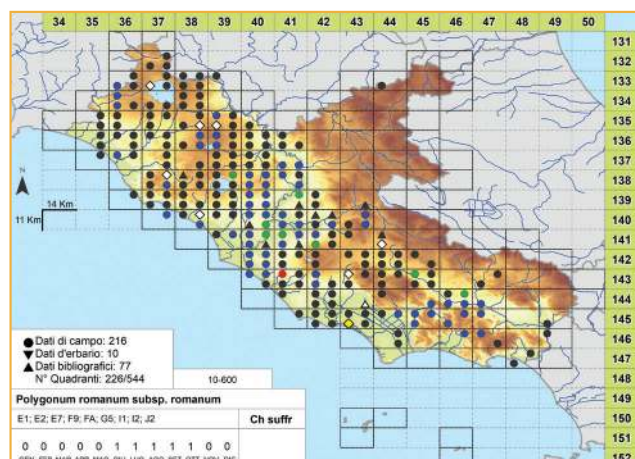 34 35 36 37 38 39 40 41 42 43 44 45 46 47 48 49 50
131
132
133
134
135
136
137
138
139
140
141
142
143
144
145
146
147
148
149
150
151
152
N
14 Km
11 Km
Dati di campo: 216
Dati d'erbario: 10
Dati bibliografici: 77
N° Quadranti: 226/544
10-600
Polygonum romanum subsp. romanum
E1; E2; E7; F9; FA; G5; I1; I2; J2
Ch suffr
0 0 0 0 1 1 1 1 1 1 0 0